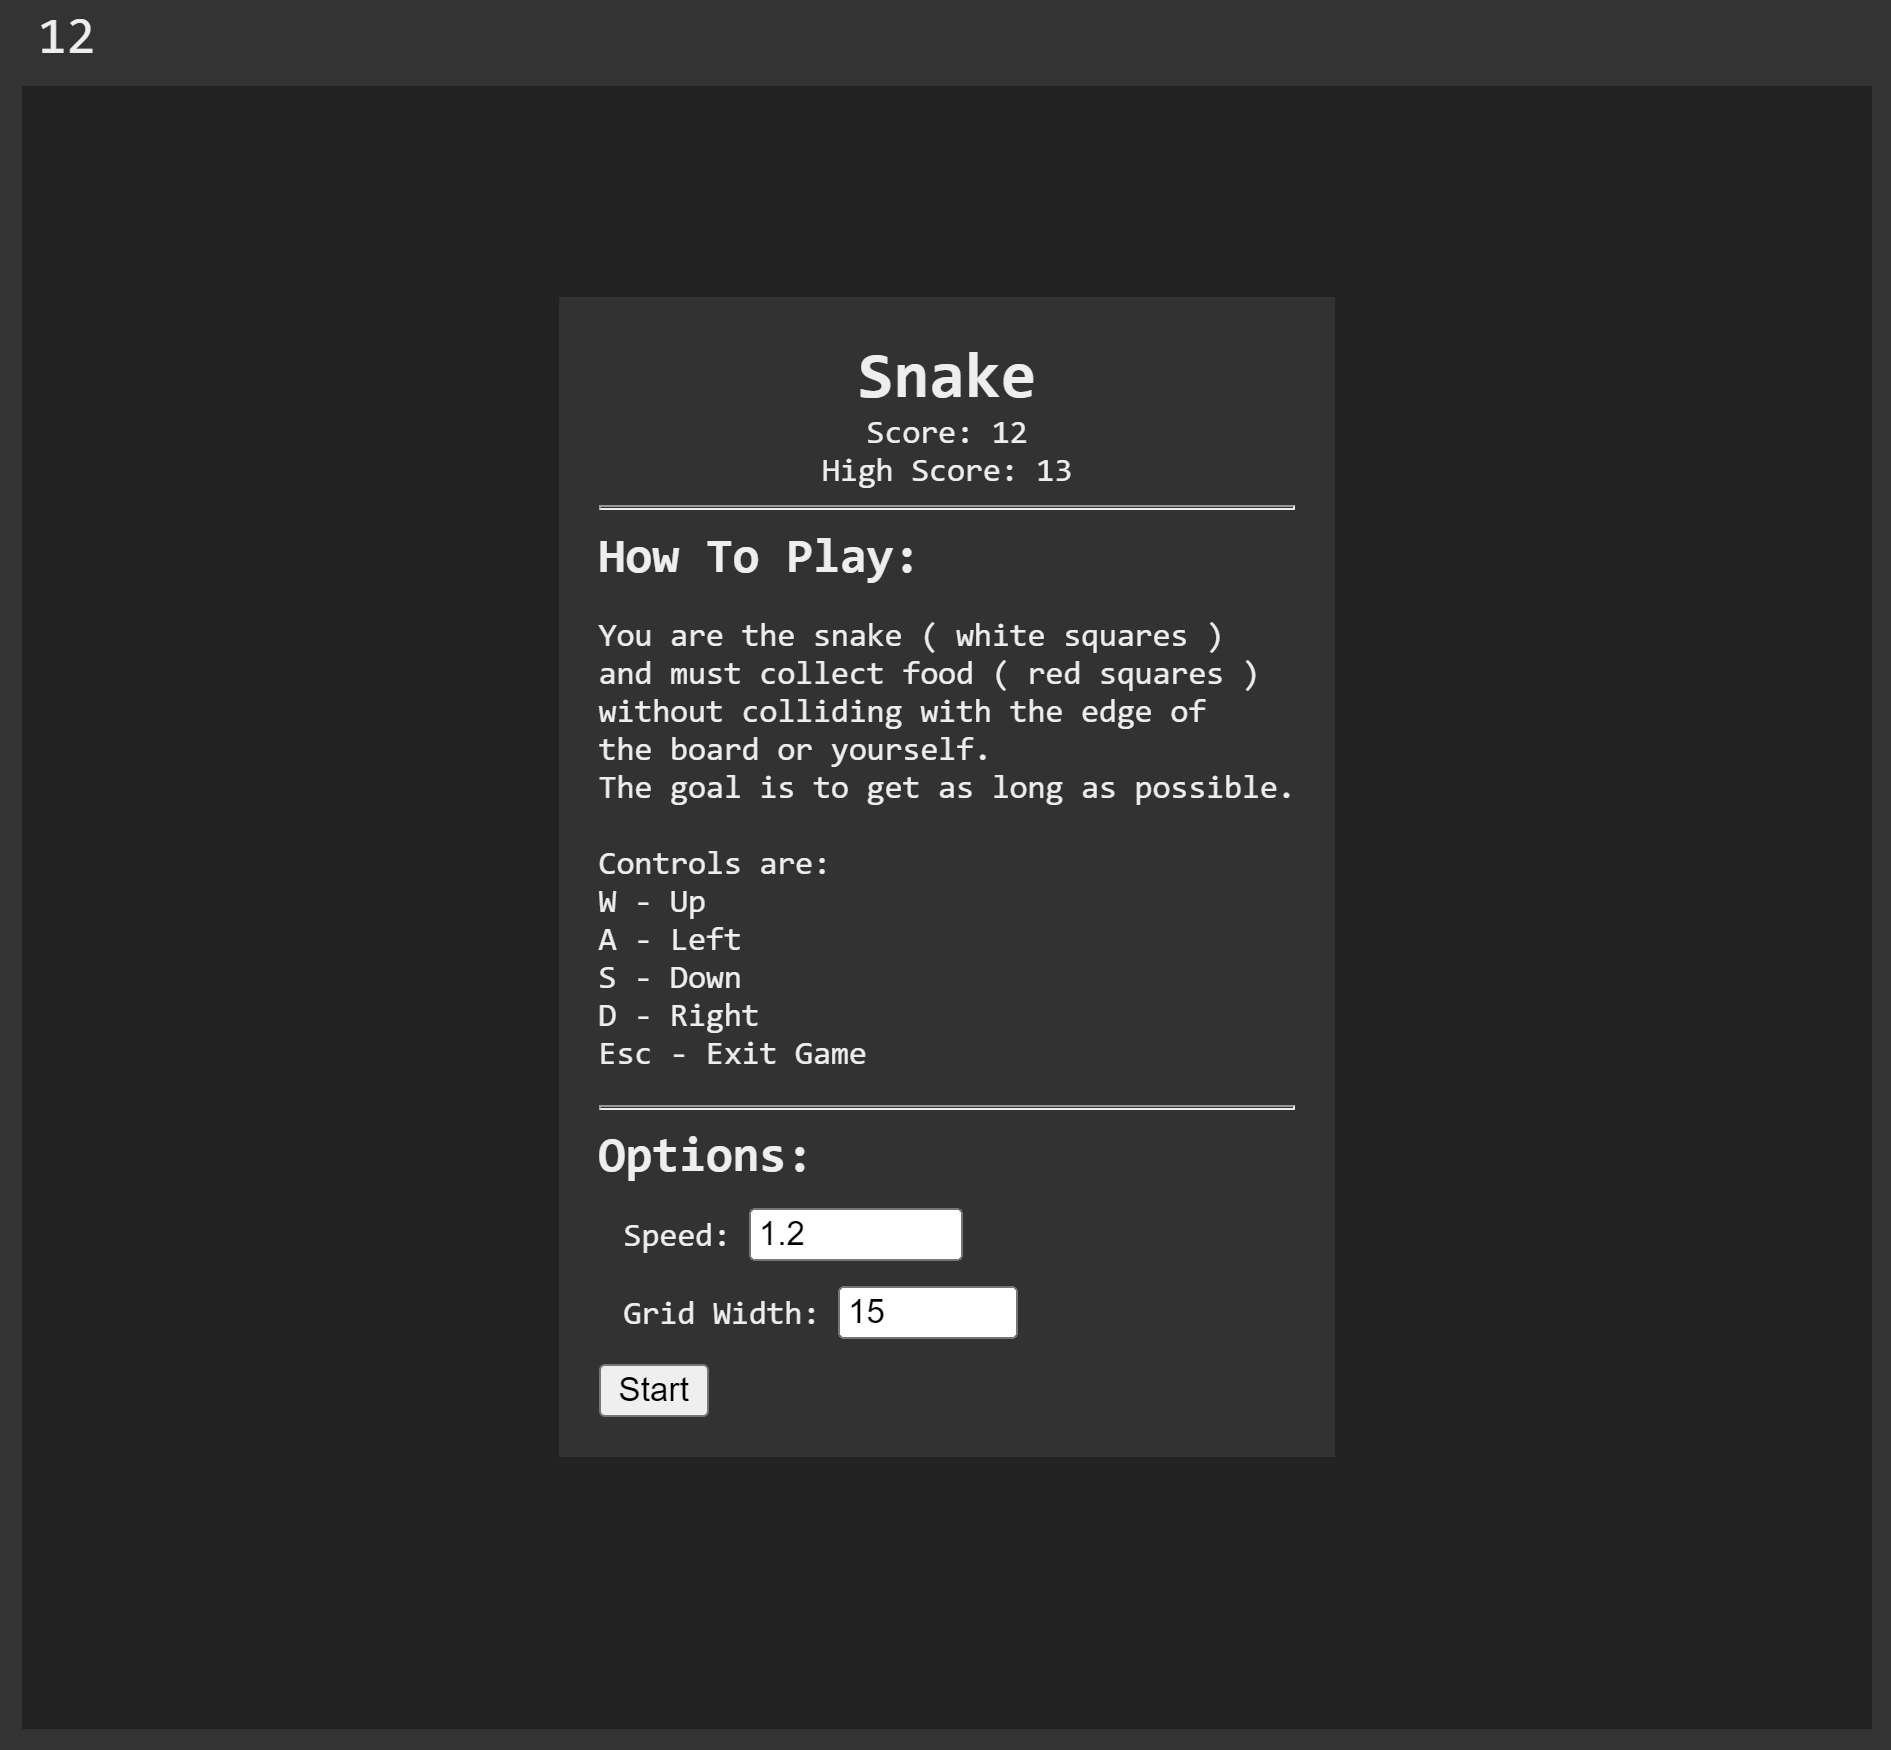 12
Snake
Score: 12
High Score: 13
How To Play:
You are the snake ( white squares )
and must collect food ( red squares )
without colliding with the edge of
the board or yourself.
The goal is to get as long as possible.
Controls are:
W - Up
A - Left
S - Down
D - Right
Esc - Exit Game
Options:
Speed: 1.2
Grid Width: 15
Start